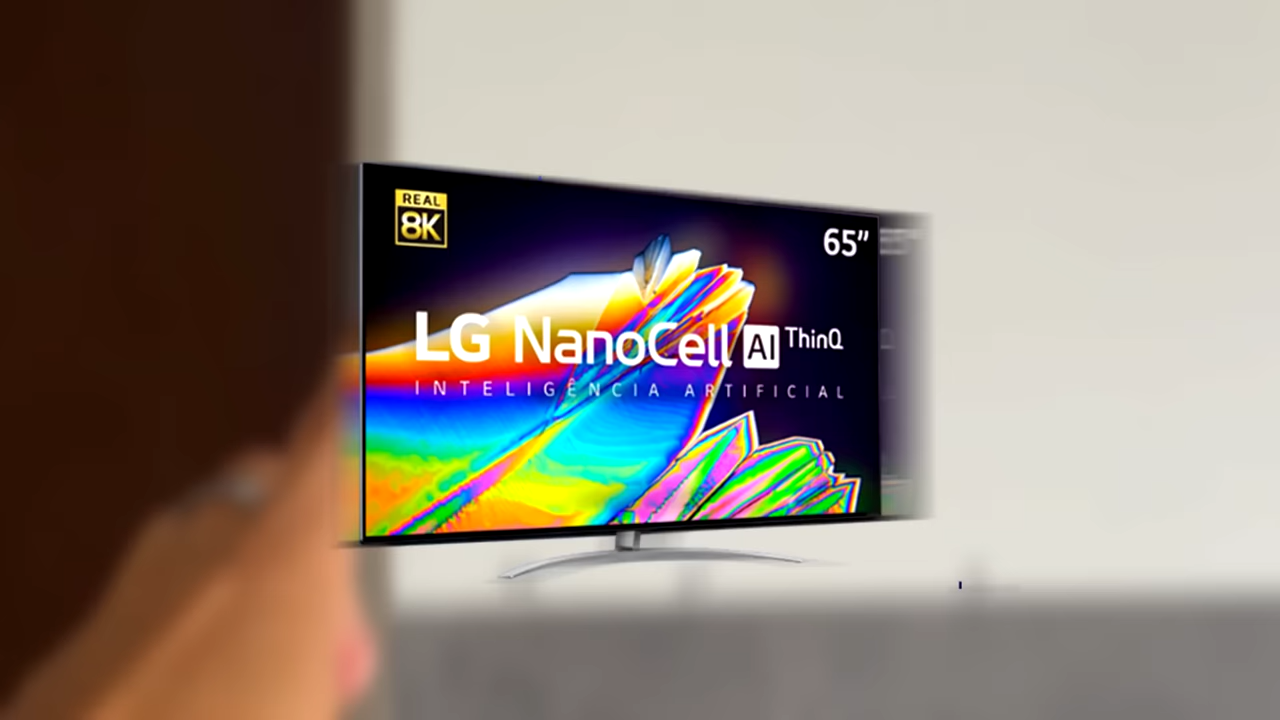 REAL
8K
65”
LG NanoCell AI ThinQ
INTELIGÊNCIA ARTIFICIAL